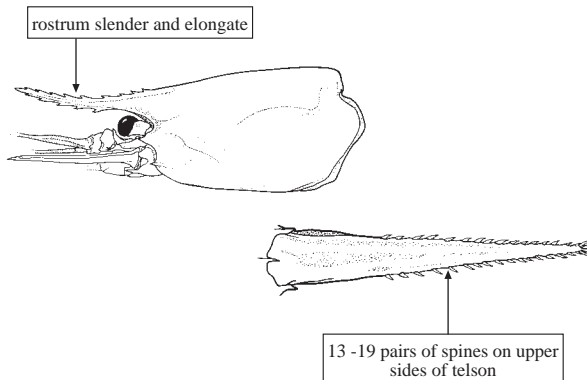 rostrum slender and elongate
13 -19 pairs of spines on upper
sides of telson